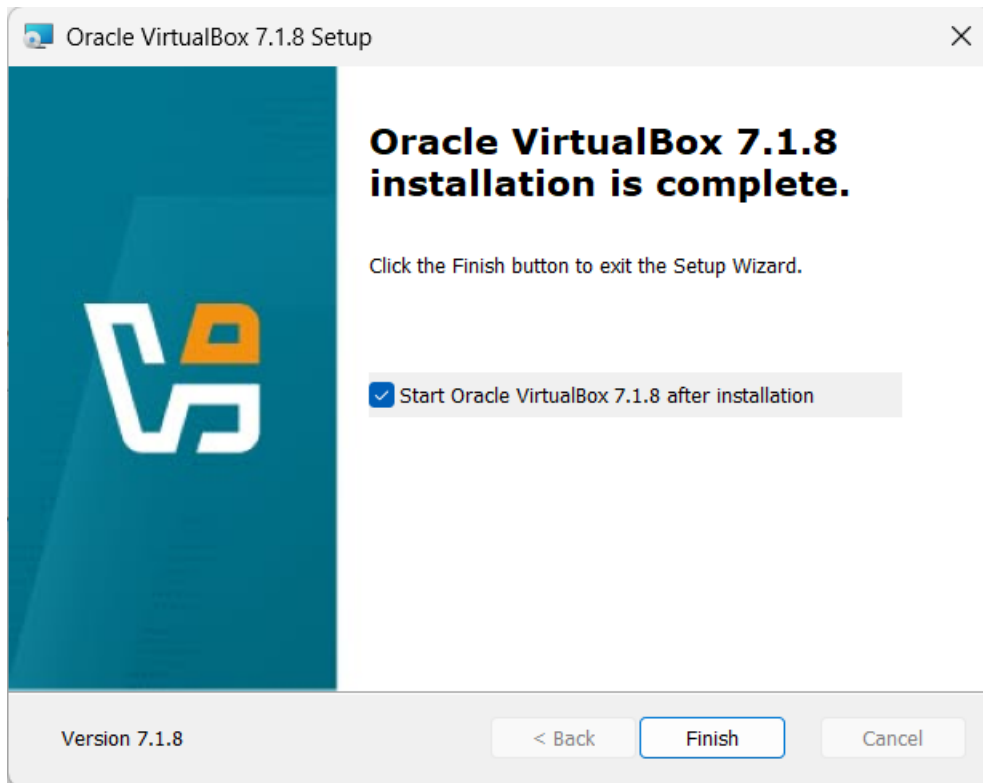 Oracle VirtualBox 7.1.8 Setup
Oracle VirtualBox 7.1.8
installation is complete.
Click the Finish button to exit the Setup Wizard.
Start Oracle VirtualBox 7.1.8 after installation
Version 7.1.8
< Back
Finish
Cancel